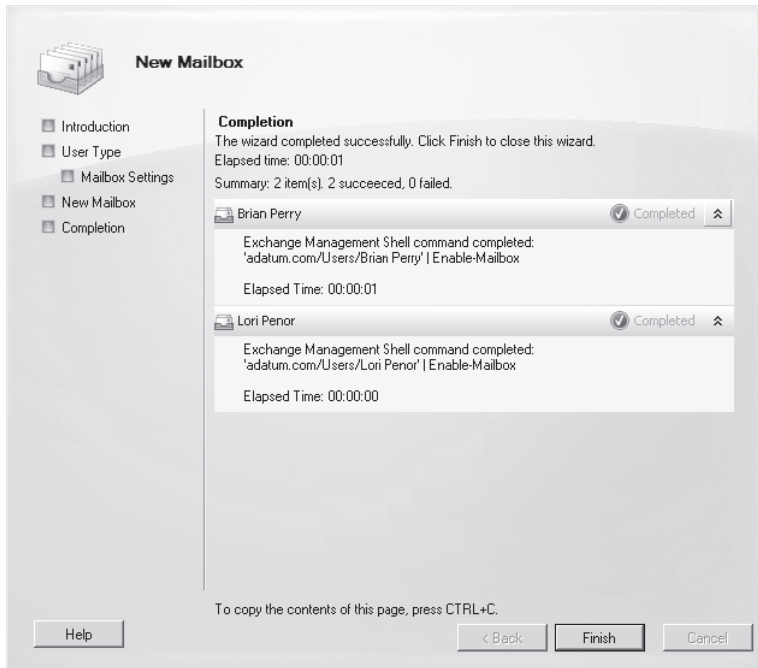 New Mailbox
Introduction
User Type
Mailbox Settings
New Mailbox
Completion
Completion
The wizard completed successfully. Click Finish to close this wizard.
Elapsed time: 00:00:01
Summary: 2 item(s). 2 succeeced, 0 failed.
Brian Perry
Completed
Exchange Management Shell command completed:
'adatum.com/Users/Brian Perry' | Enable-Mailbox
Elapsed Time: 00:00:01
Lori Penor
Completed
Exchange Management Shell command completed:
'adatum.com/Users/Lori Penor' | Enable-Mailbox
Elapsed Time: 00:00:00
To copy the contents of this page, press CTRL+C.
Help
< Back
Finish
Cancel